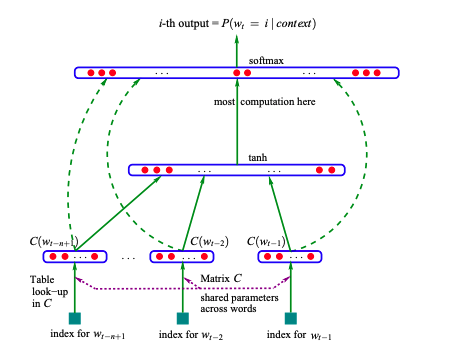 i-th output = P(w_t = i | context)
softmax
... ...
most computation here
tanh
... ...
C(w_{t−n+1}) C(w_{t−2}) C(w_{t−1})
... ... ... ...
Table
look−up
in C
Matrix C
shared parameters
across words
index for w_{t−n+1} index for w_{t−2} index for w_{t−1}